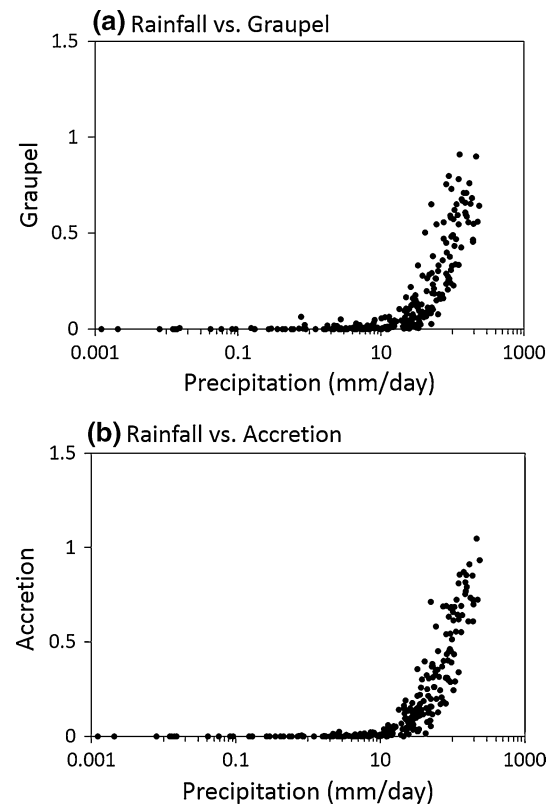 (a) Rainfall vs. Graupel
1.5
1
0.5
0
Graupel
0.001 0.1 10 1000
Precipitation (mm/day)
(b) Rainfall vs. Accretion
1.5
1
0.5
0
Accretion
0.001 0.1 10 1000
Precipitation (mm/day)